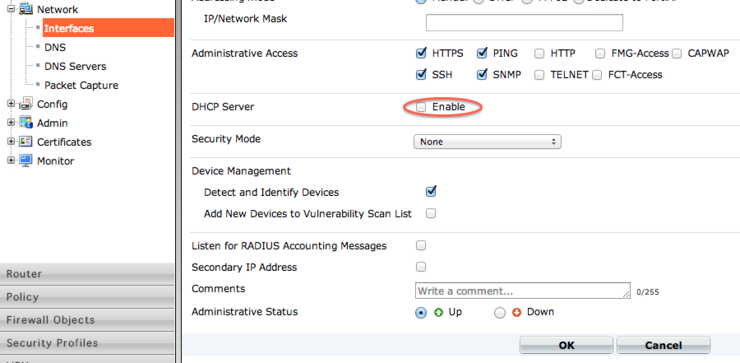 Network
Interfaces
DNS
DNS Servers
Packet Capture
Config
Admin
Certificates
Monitor
Router
Policy
Firewall Objects
Security Profiles
IP/Network Mask
Administrative Access
HTTPS PING HTTP FMG-Access CAPWAP
SSH SNMP TELNET FCT-Access
DHCP Server Enable
Security Mode None
Device Management
Detect and Identify Devices
Add New Devices to Vulnerability Scan List
Listen for RADIUS Accounting Messages
Secondary IP Address
Comments Write a comment... 0/255
Administrative Status Up Down
OK Cancel